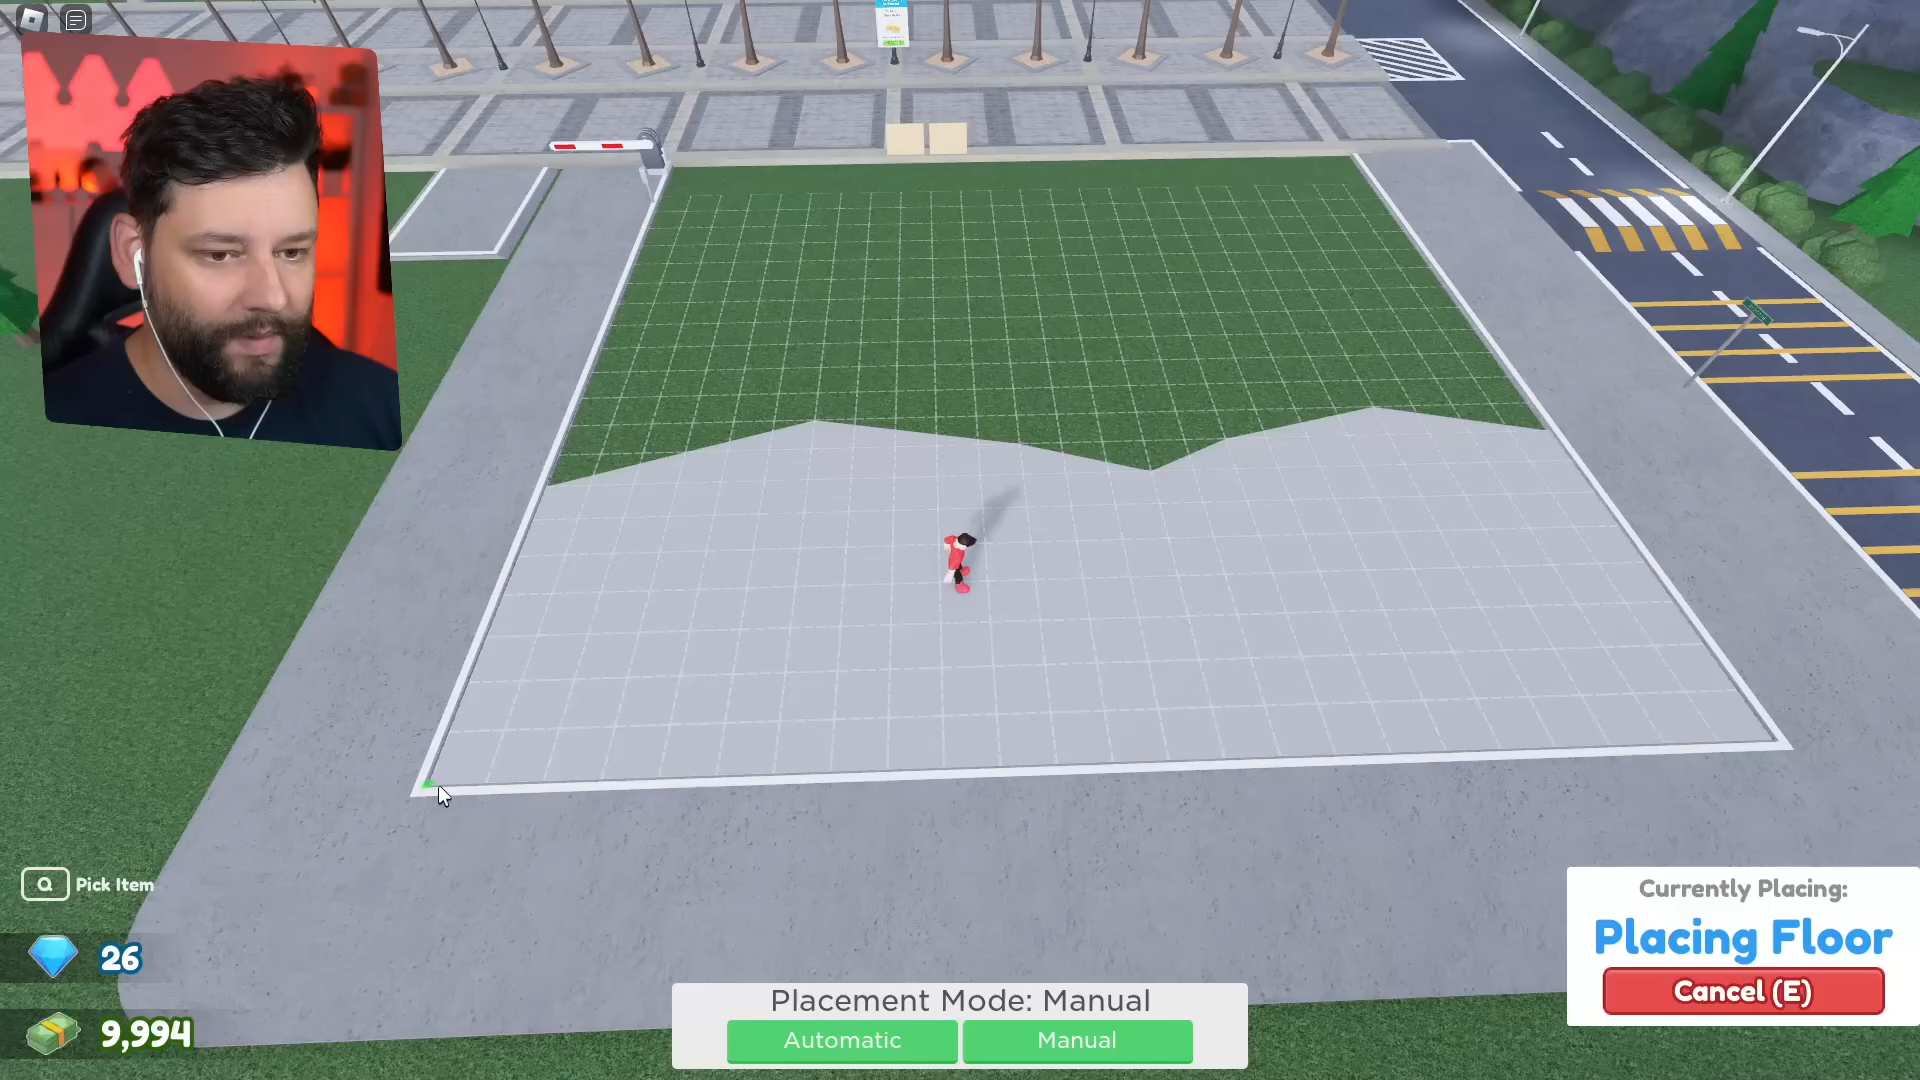 Q Pick Item
26
9,994
Placement Mode: Manual
Automatic Manual
Currently Placing:
Placing Floor
Cancel (E)